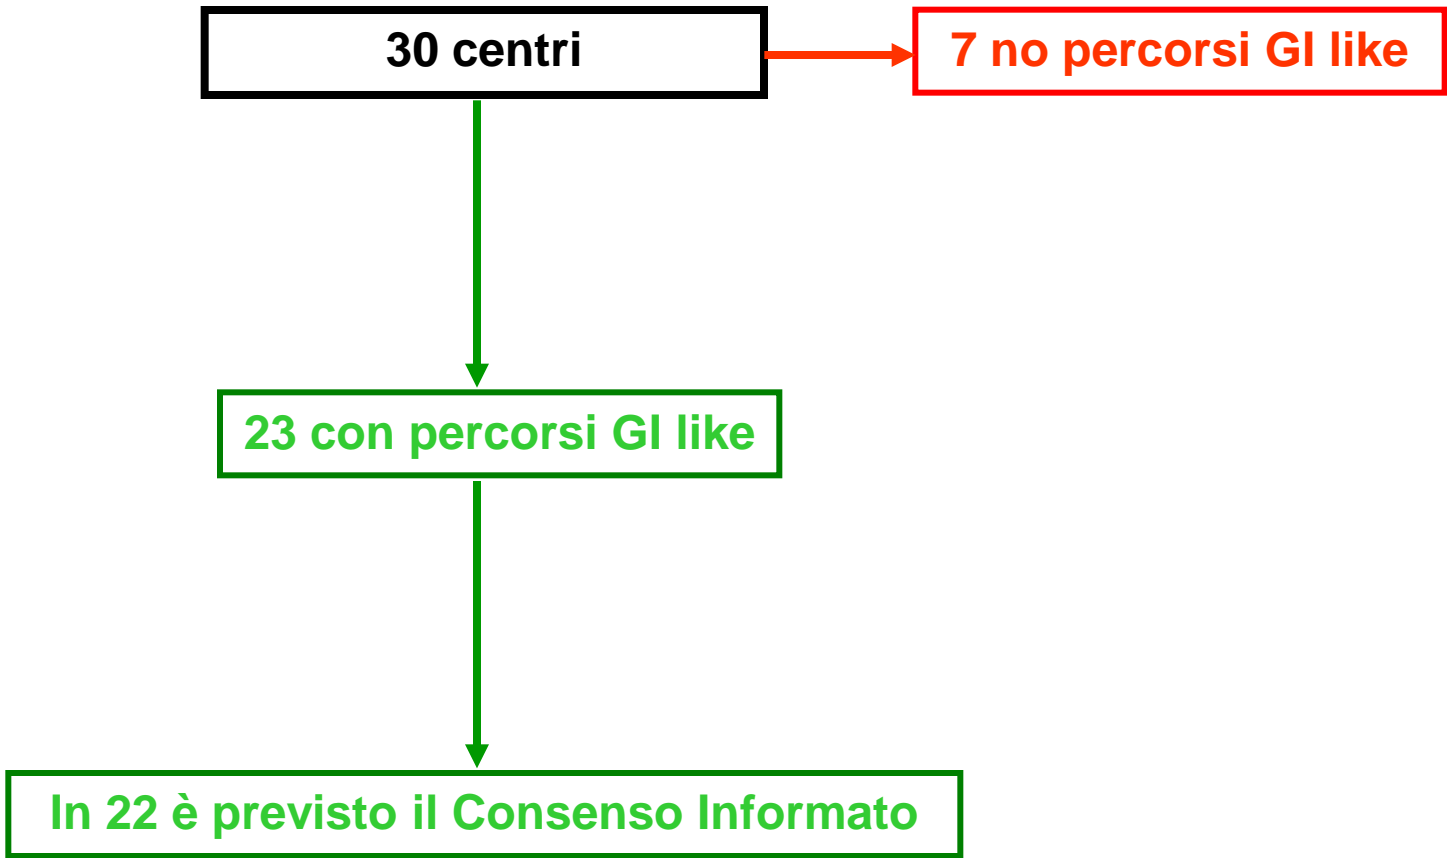 30 centri
7 no percorsi GI like
23 con percorsi GI like
In 22 è previsto il Consenso Informato